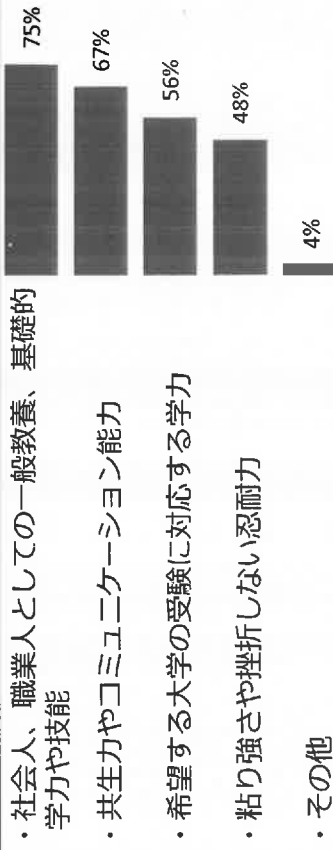 ・社会人、職業人としての一般教養、基礎的
学力や技能
75%
・共生力やコミュニケーション能力
67%
・希望する大学の受験に対応する学力
56%
・粘り強さや挫折しない忍耐力
48%
・その他
4%